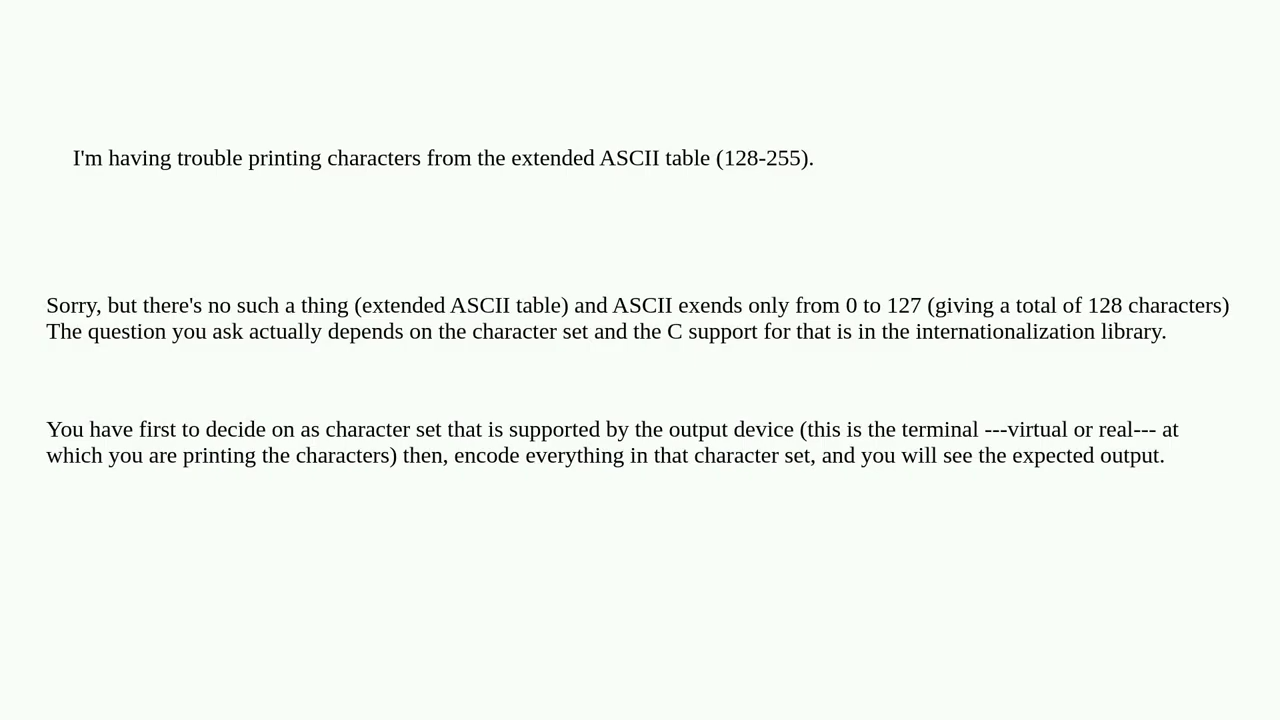 I'm having trouble printing characters from the extended ASCII table (128-255).
Sorry, but there's no such a thing (extended ASCII table) and ASCII exends only from 0 to 127 (giving a total of 128 characters)
The question you ask actually depends on the character set and the C support for that is in the internationalization library.
You have first to decide on as character set that is supported by the output device (this is the terminal ---virtual or real--- at
which you are printing the characters) then, encode everything in that character set, and you will see the expected output.